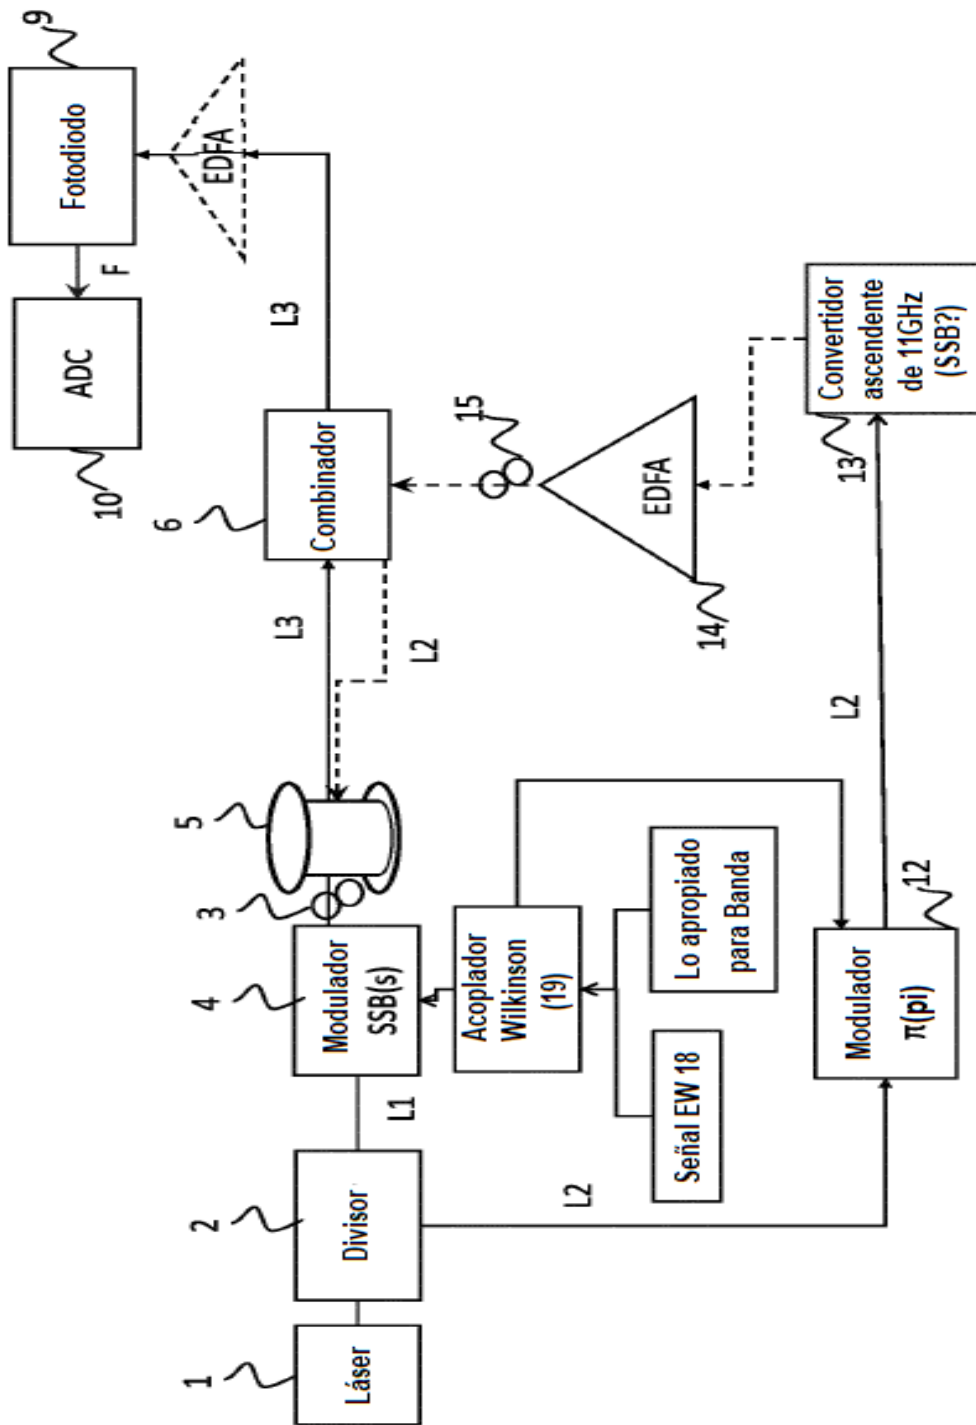 1
Láser
2
Divisor
L1
4
Modulador
SSB(s)
3
5
L3
L2
6
Combinador
L3
EDFA
9
Fotodiodo
F
ADC
10
Acoplador
Wilkinson
(19)
Señal EW 18
Lo apropiado
para Banda
L2
Modulador
π(pi)
12
L2
Convertidor
ascendente
de 11GHz
(SSB?)
13
EDFA
14
15